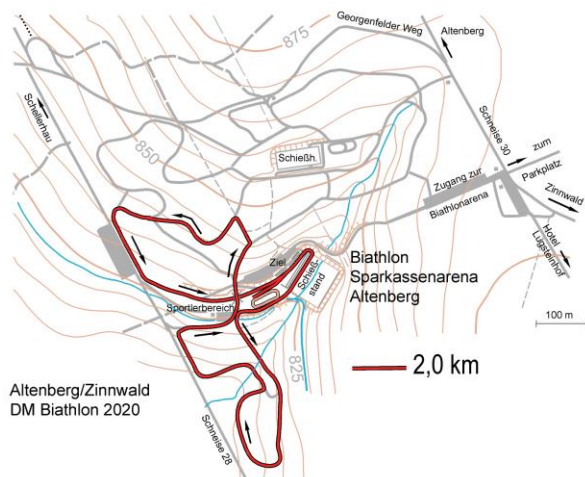 Georgenfelder Weg
875
Altenberg
Schellerhau
850
Schießh.
Schneise 30
zum
Parkplatz
Zugang zur
Biathlonarena
Zinnwald
Hotel
Lugsteinhof
Ziel
Schieß-
stand
Biathlon
Sparkassenarena
Altenberg
Sportlerbereich
100 m
825
2,0 km
Altenberg/Zinnwald
DM Biathlon 2020
Schneise 28